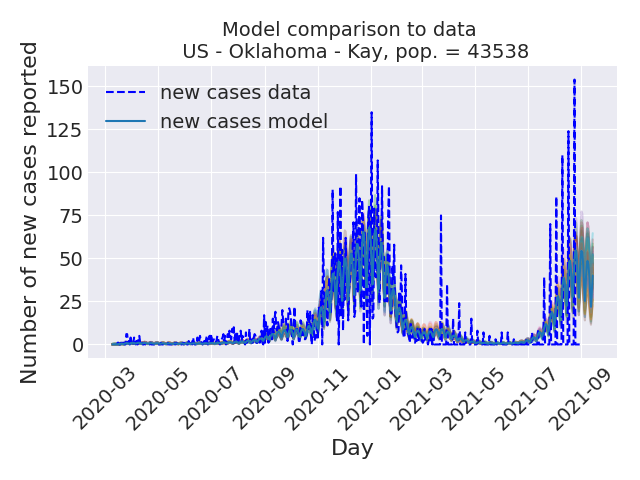 Model comparison to data
US - Oklahoma - Kay, pop. = 43538
Number of new cases reported
150
125
100
75
50
25
0
new cases data
new cases model
2020-03
2020-05
2020-07
2020-09
2020-11
2021-01
2021-03
2021-05
2021-07
2021-09
Day